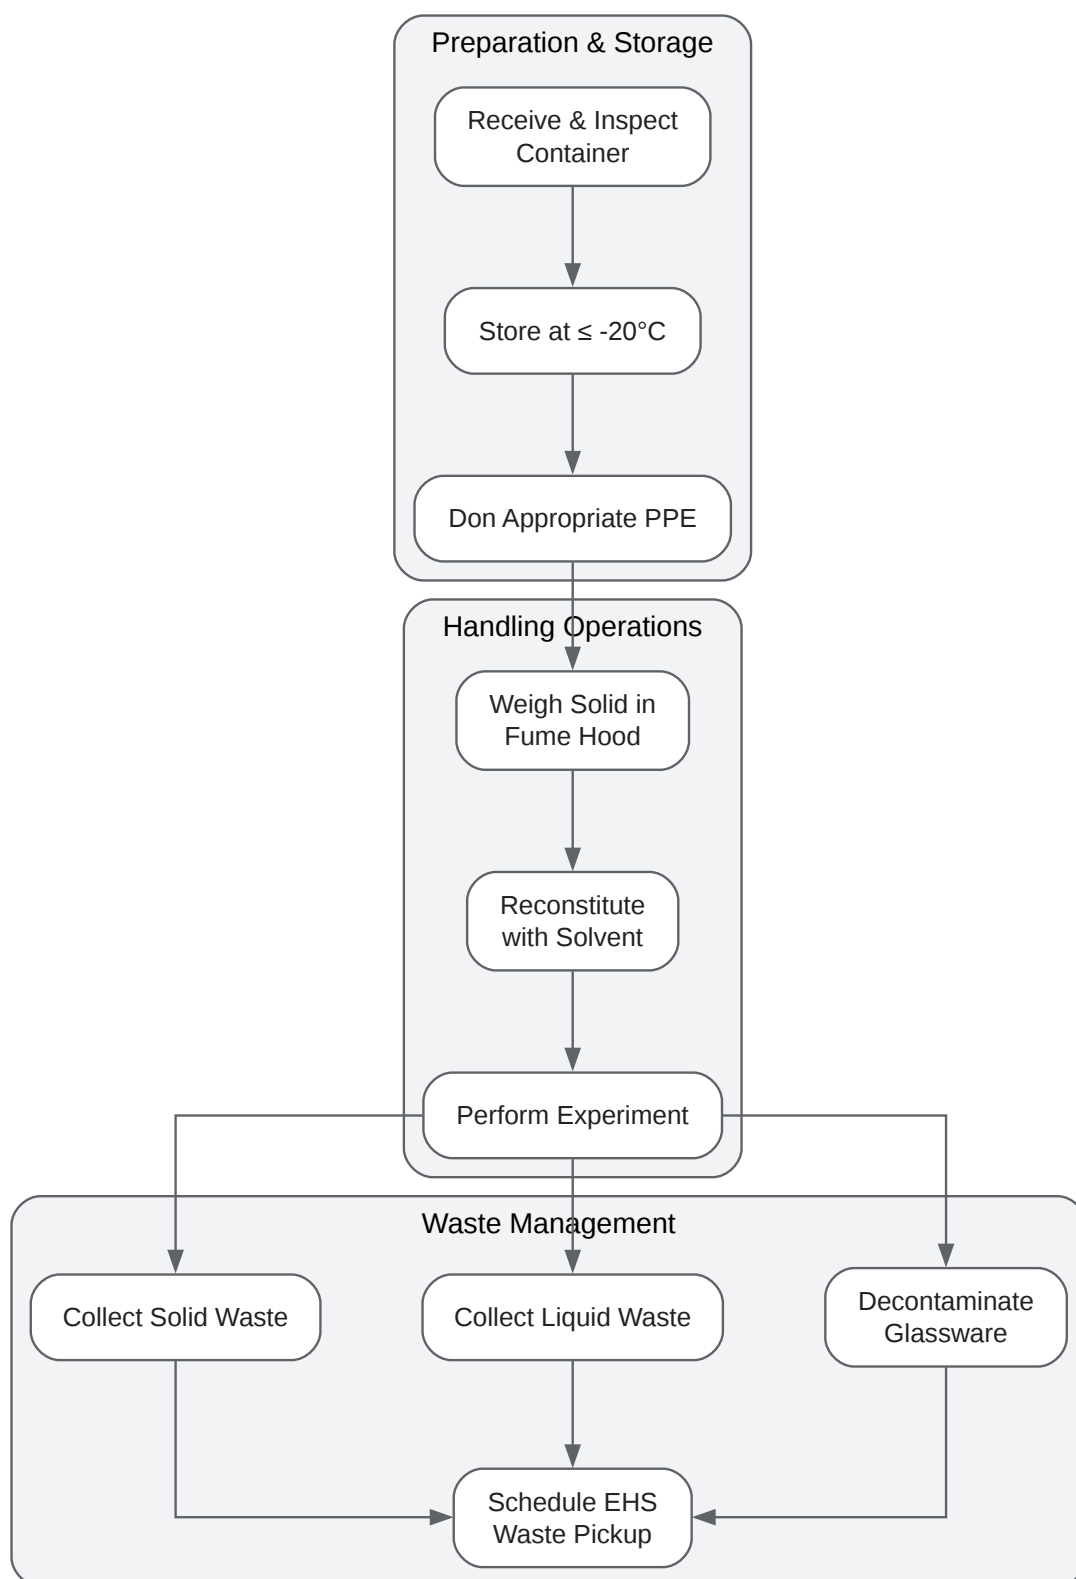 Preparation & Storage
Receive & Inspect
Container
Store at ≤ -20°C
Don Appropriate PPE
Handling Operations
Weigh Solid in
Fume Hood
Reconstitute
with Solvent
Perform Experiment
Waste Management
Collect Solid Waste
Collect Liquid Waste
Decontaminate
Glassware
Schedule EHS
Waste Pickup